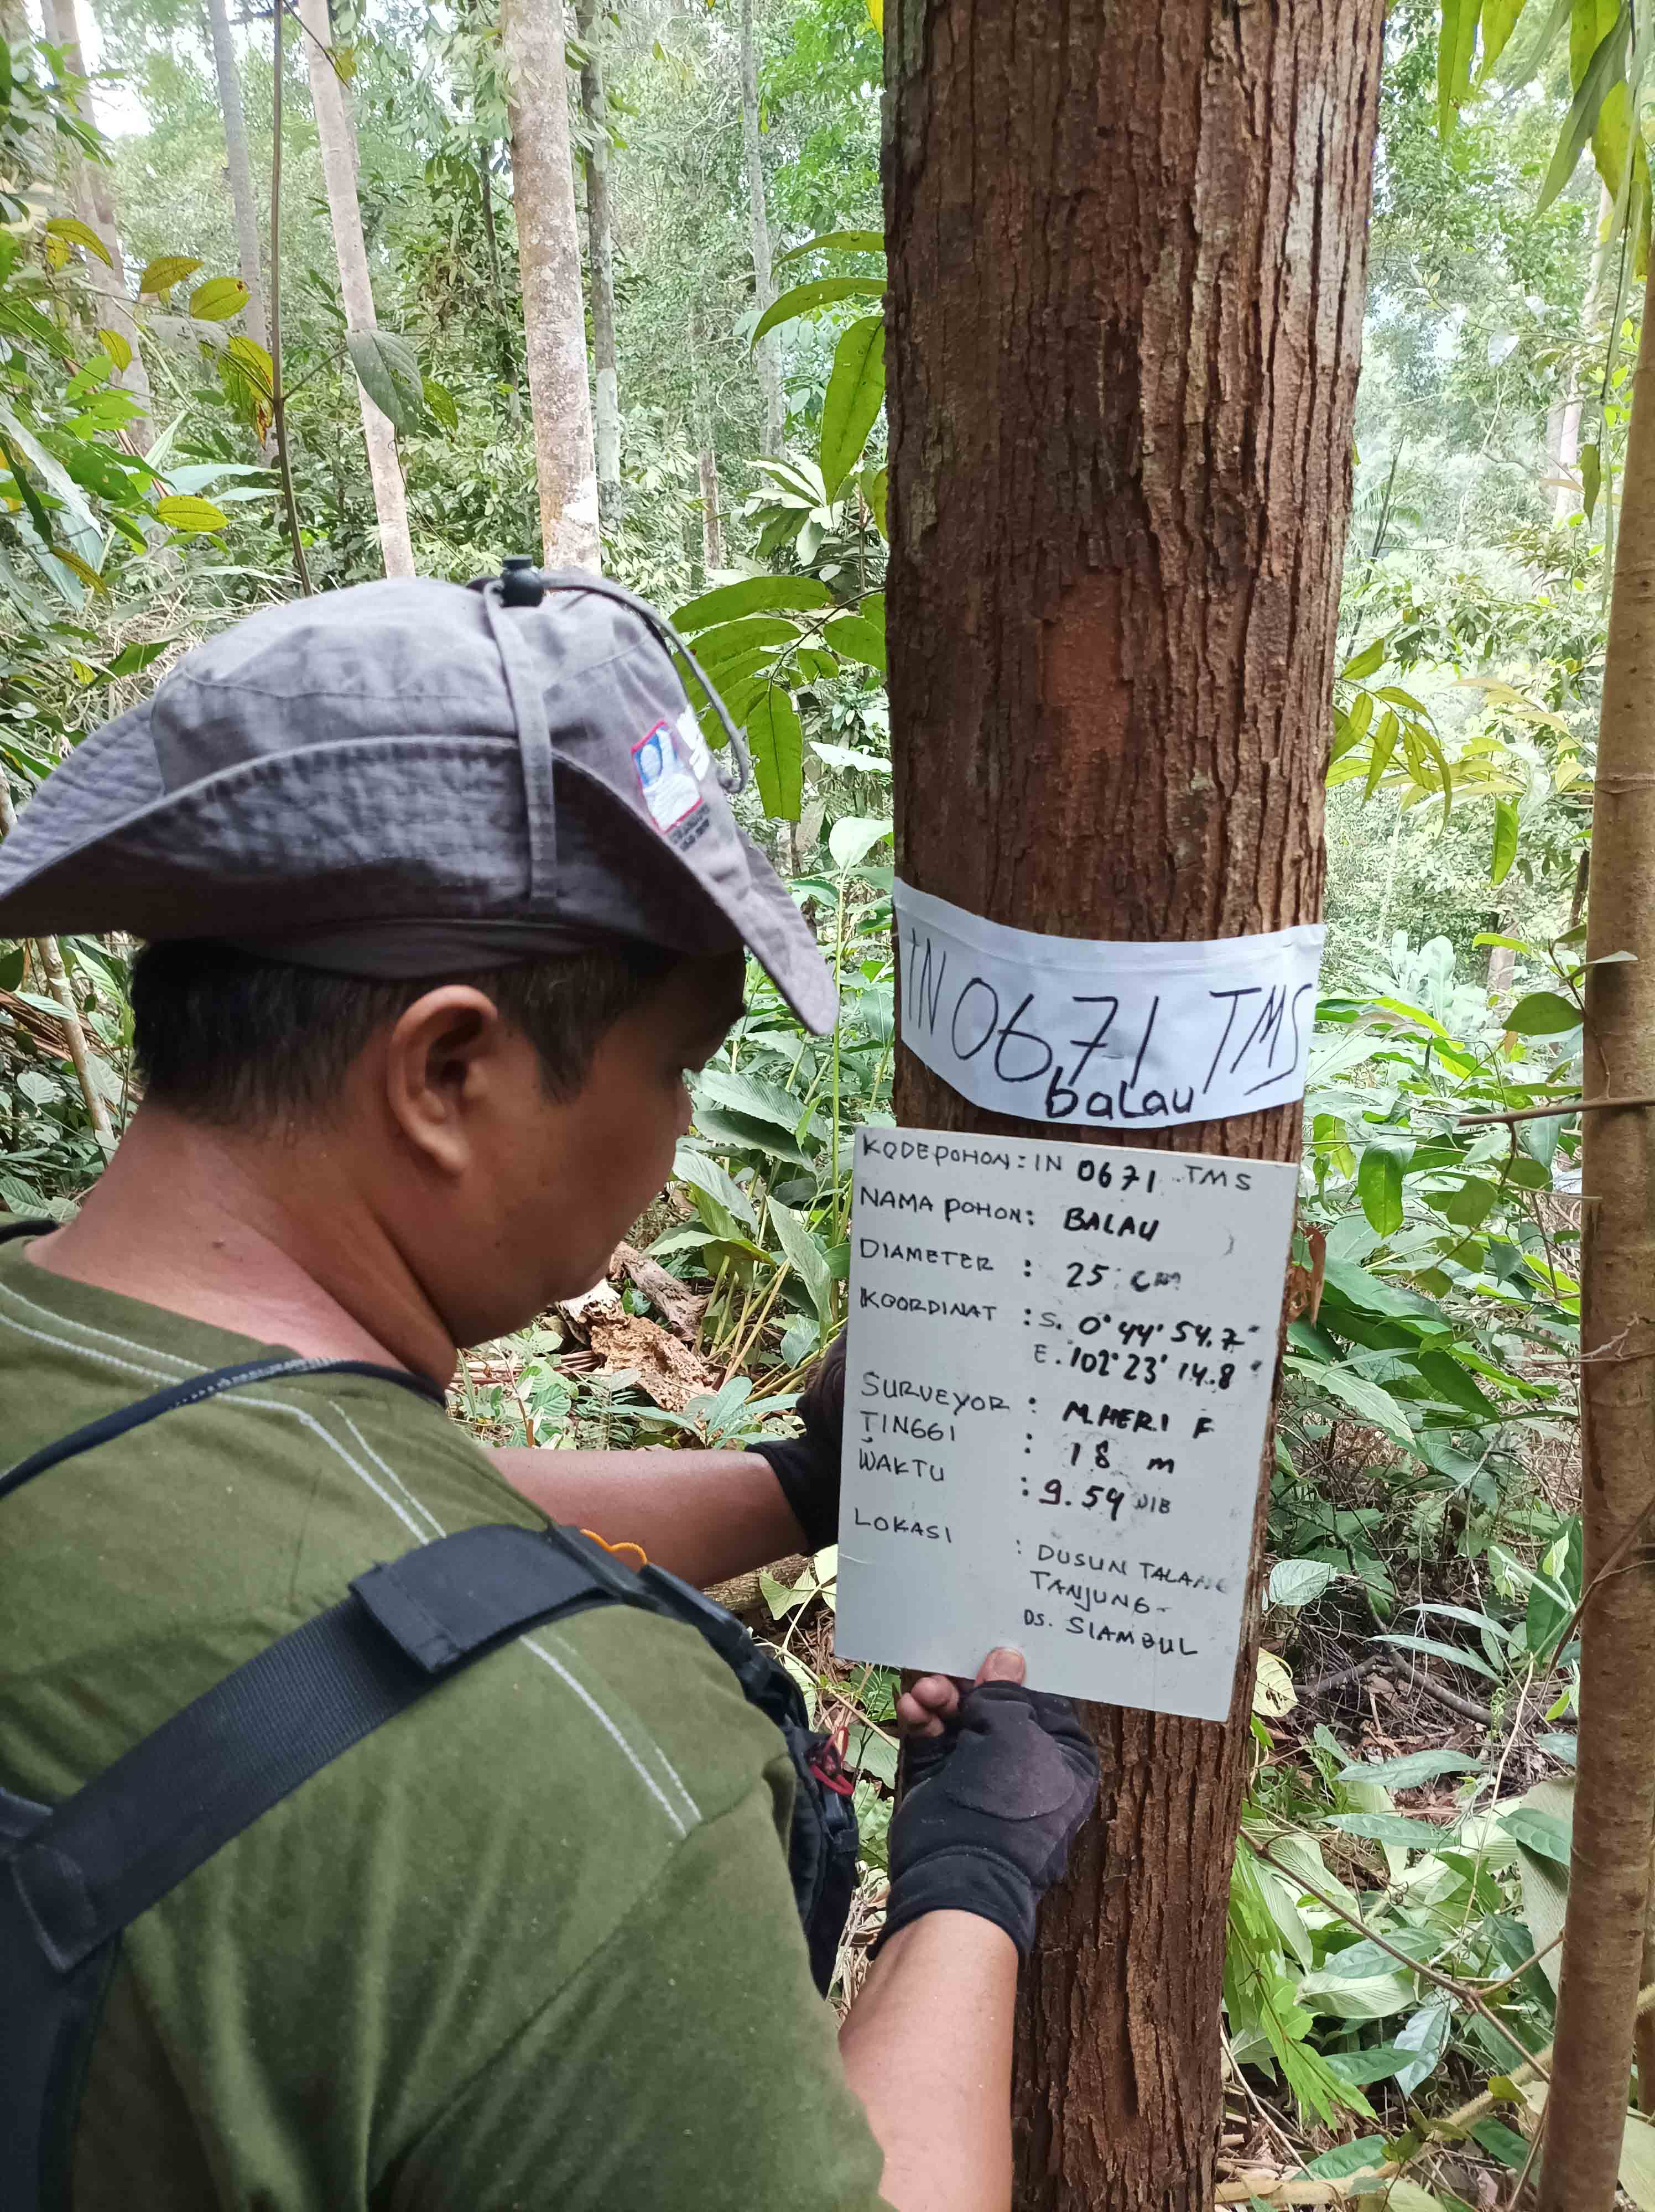 IN 0671 TMS
balau
KODEPOHON: IN 0671 TMS
NAMA POHON: BALAU
DIAMETER : 25 cm
KOORDINAT : S. 0° 44' 54.7"
E. 102° 23' 14.8"
SURVEYOR : M.HERI F
TINGGI : 18 m
WAKTU : 9.54 WIB
LOKASI : DUSUN TALANG
TANJUNG-
DS. SIAMBUL